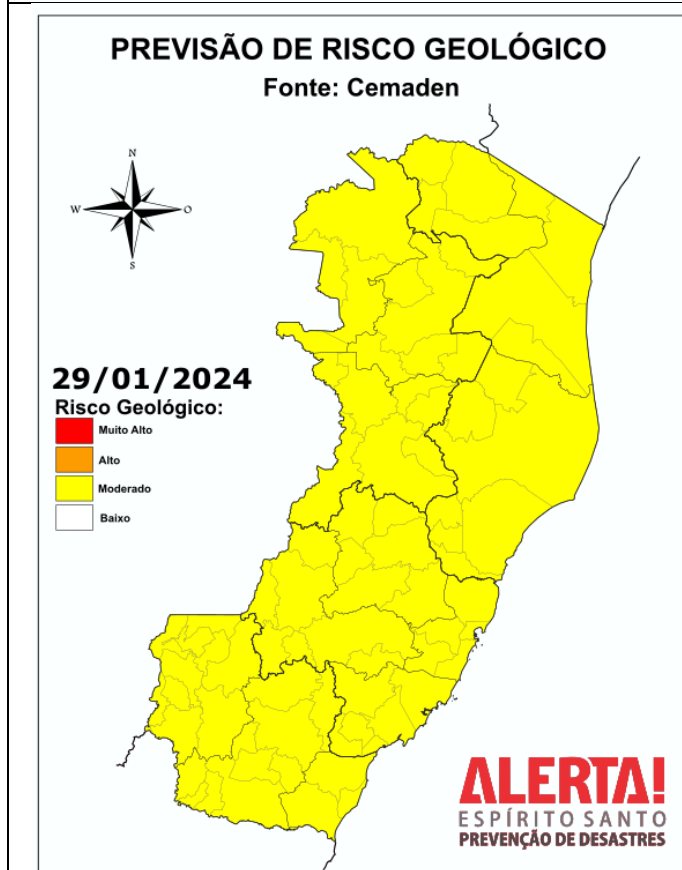 PREVISÃO DE RISCO GEOLÓGICO
Fonte: Cemaden
N
W
O
S
29/01/2024
Risco Geológico:
Muito Alto
Alto
Moderado
Baixo
ALERTA!
ESPÍRITO SANTO
PREVENÇÃO DE DESASTRES